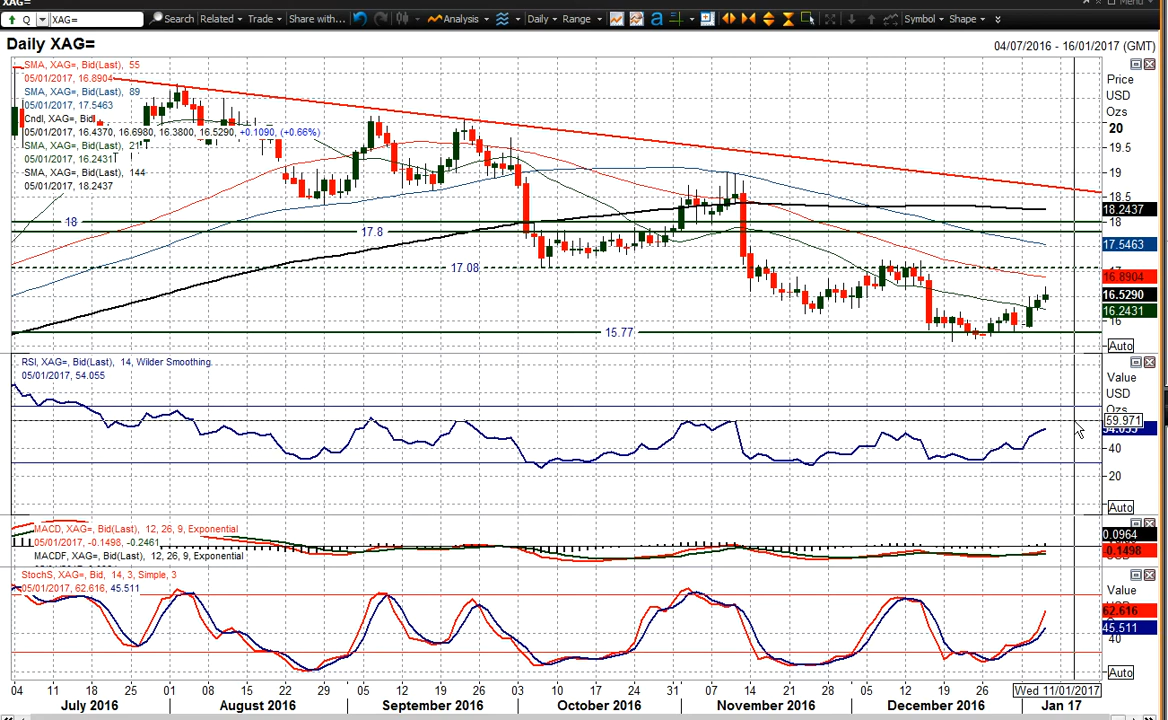 XAG=
Menu
Q XAG= Search Related Trade Share with... Analysis Daily Range Symbol Shape
Daily XAG=
04/07/2016 - 16/01/2017 (GMT)
SMA, XAG=, Bid(Last), 55
05/01/2017, 16.8904
SMA, XAG=, Bid(Last), 89
05/01/2017, 17.5463
Cndl, XAG=, Bid
05/01/2017, 16.4370, 16.6980, 16.3800, 16.5290, +0.1090, (+0.66%)
SMA, XAG=, Bid(Last), 21
05/01/2017, 16.2431
SMA, XAG=, Bid(Last), 144
05/01/2017, 18.2437
Price
USD
Ozs
20
19.5
19
18.5
18.2437
18
17.5463
17
16.8904
16.5290
16.2431
16
Auto
18
17.8
17.08
15.77
RSI, XAG=, Bid(Last), 14, Wilder Smoothing
05/01/2017, 54.055
Value
USD
Ozs
59.971
54.055
40
20
Auto
MACD, XAG=, Bid(Last), 12, 26, 9, Exponential
05/01/2017, -0.1498, -0.2461
MACDF, XAG=, Bid(Last), 12, 26, 9, Exponential
0.0964
-0.1498
StochS, XAG=, Bid, 14, 3, Simple, 3
05/01/2017, 62.616, 45.511
Value
62.616
45.511
40
Auto
04 11 18 25 01 08 15 22 29 05 12 19 26 03 10 17 24 31 07 14 21 28 05 12 19 26 Wed 11/01/2017
July 2016 August 2016 September 2016 October 2016 November 2016 December 2016 Jan 17